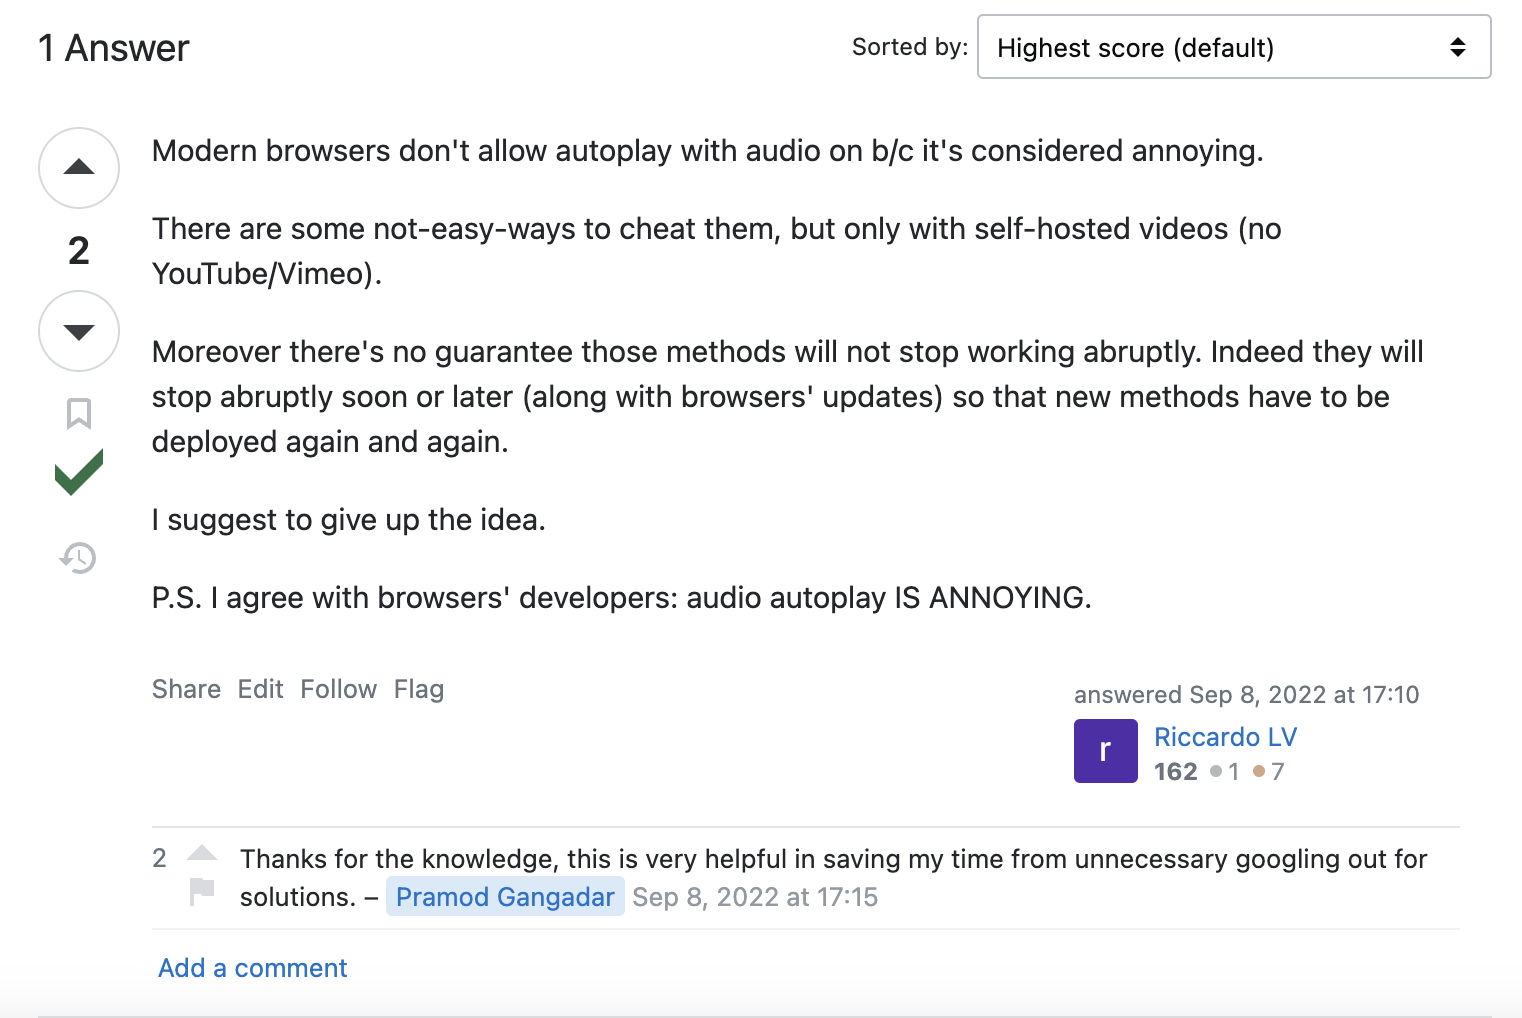 1 Answer
Sorted by: Highest score (default)
Modern browsers don't allow autoplay with audio on b/c it's considered annoying.
There are some not-easy-ways to cheat them, but only with self-hosted videos (no
YouTube/Vimeo).
2
Moreover there's no guarantee those methods will not stop working abruptly. Indeed they will
stop abruptly soon or later (along with browsers' updates) so that new methods have to be
deployed again and again.
I suggest to give up the idea.
P.S. I agree with browsers' developers: audio autoplay IS ANNOYING.
Share Edit Follow Flag
answered Sep 8, 2022 at 17:10
r
Riccardo LV
162 1 7
2
Thanks for the knowledge, this is very helpful in saving my time from unnecessary googling out for
solutions. – Pramod Gangadar Sep 8, 2022 at 17:15
Add a comment